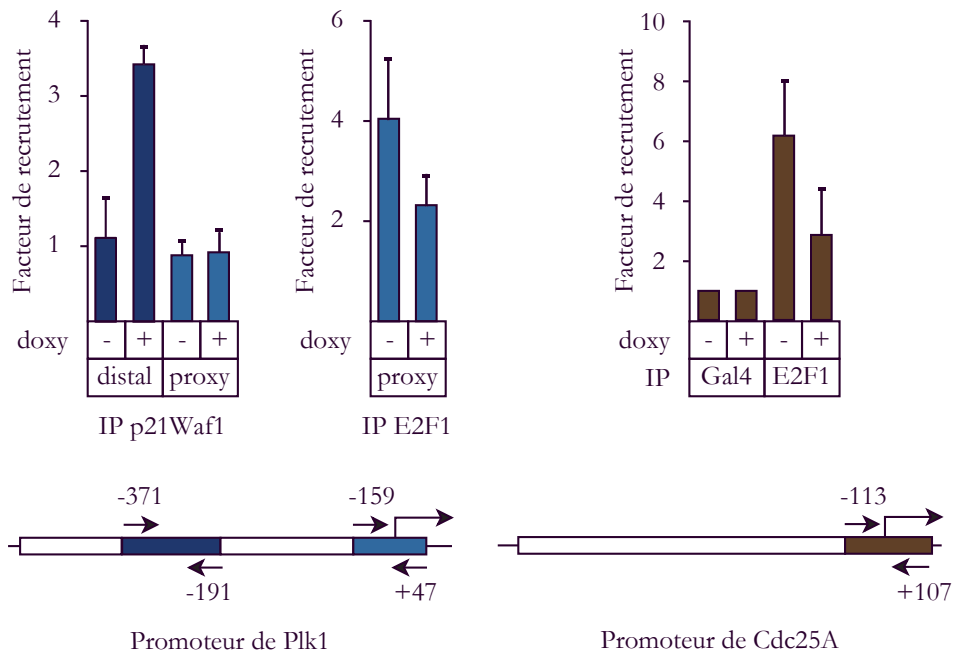 Facteur de recrutement
4
3
2
1
doxy
- + - +
distal proxy
IP p21Waf1
Facteur de recrutement
6
4
2
- +
proxy
IP E2F1
Facteur de recrutement
10
8
6
4
2
doxy
- + - +
IP
Gal4 E2F1
-371
-159
-191
+47
Promoteur de Plk1
-113
+107
Promoteur de Cdc25A